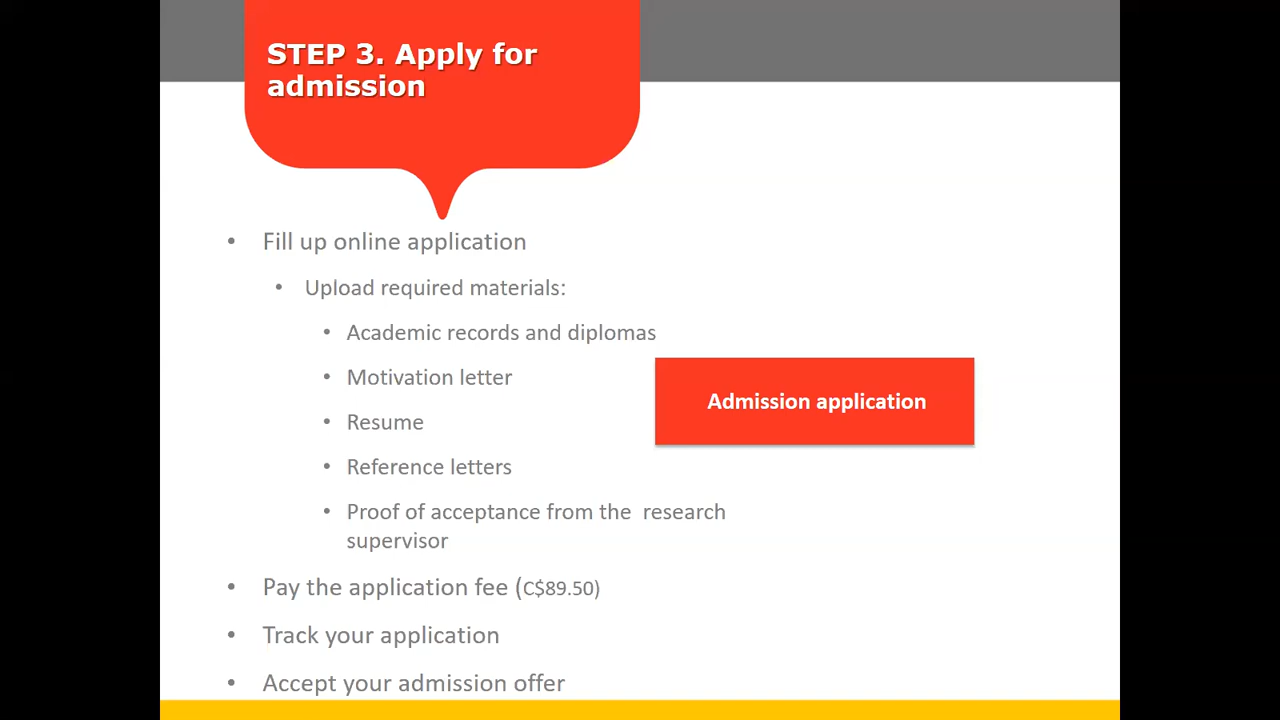 STEP 3. Apply for
admission
• Fill up online application
• Upload required materials:
• Academic records and diplomas
• Motivation letter
Admission application
• Resume
• Reference letters
• Proof of acceptance from the  research
supervisor
• Pay the application fee (C$89.50)
• Track your application
• Accept your admission offer